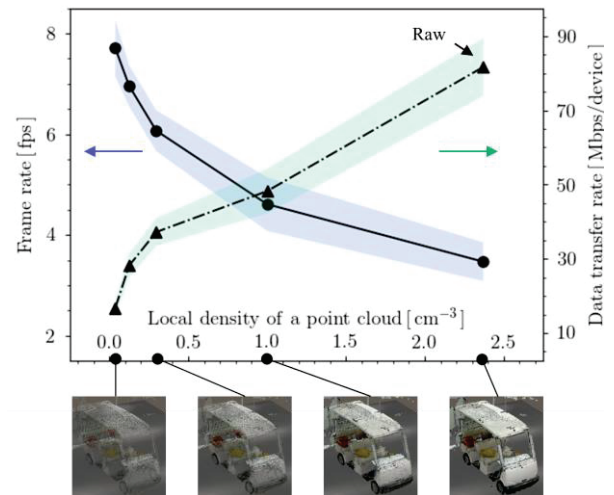 8
6
4
2
Frame rate [fps]
Raw
90
70
50
30
10
Data transfer rate [Mbps/device]
Local density of a point cloud [cm⁻³]
0.0 0.5 1.0 1.5 2.0 2.5